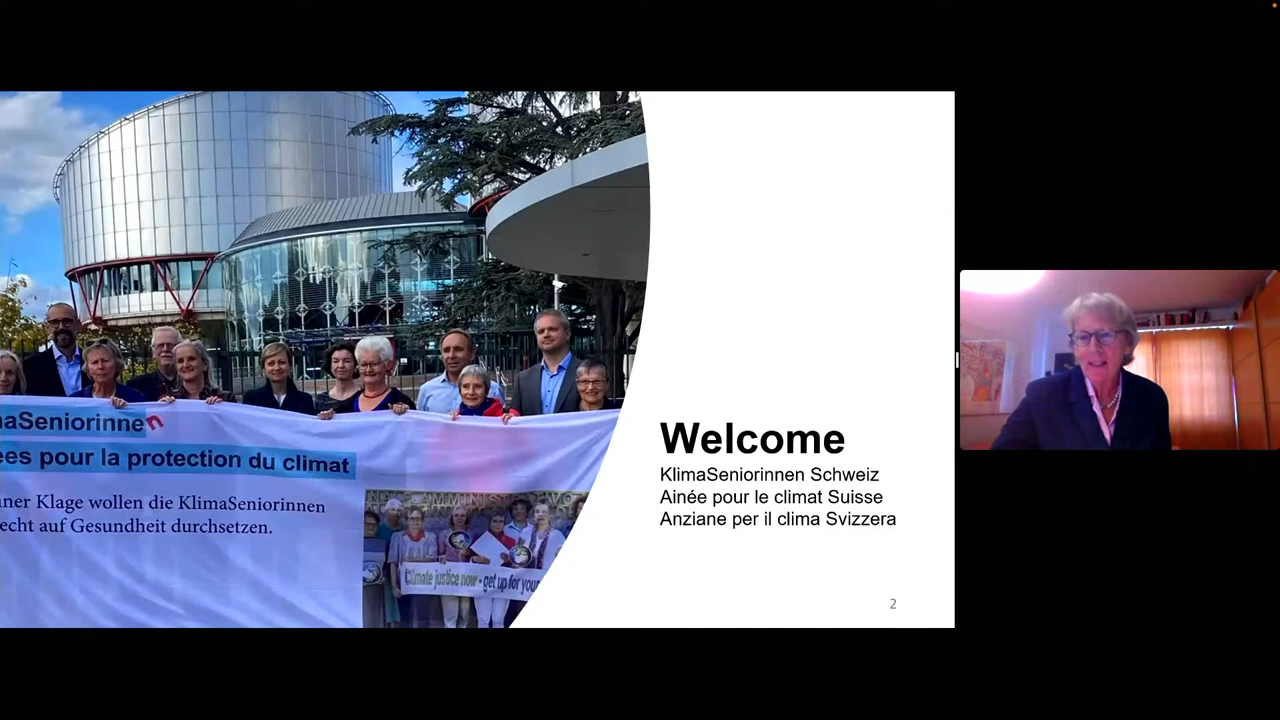 maSeniorinnen
es pour la protection du climat
ner Klage wollen die KlimaSeniorinnen
echt auf Gesundheit durchsetzen.
Climate justice now - get up for your
Welcome
KlimaSeniorinnen Schweiz
Ainée pour le climat Suisse
Anziane per il clima Svizzera
2